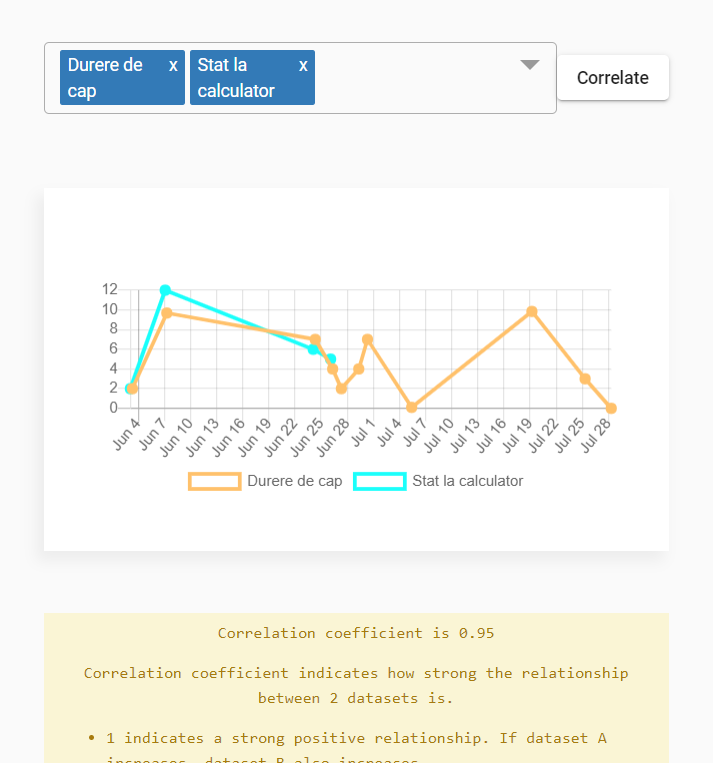 Durere de cap x
Stat la calculator x
Correlate
12
10
8
6
4
2
0
Jun 4 Jun 7 Jun 10 Jun 13 Jun 16 Jun 19 Jun 22 Jun 25 Jun 28 Jul 1 Jul 4 Jul 7 Jul 10 Jul 13 Jul 16 Jul 19 Jul 22 Jul 25 Jul 28
Durere de cap Stat la calculator
Correlation coefficient is 0.95
Correlation coefficient indicates how strong the relationship
between 2 datasets is.
• 1 indicates a strong positive relationship. If dataset A
increases, dataset B also increases.